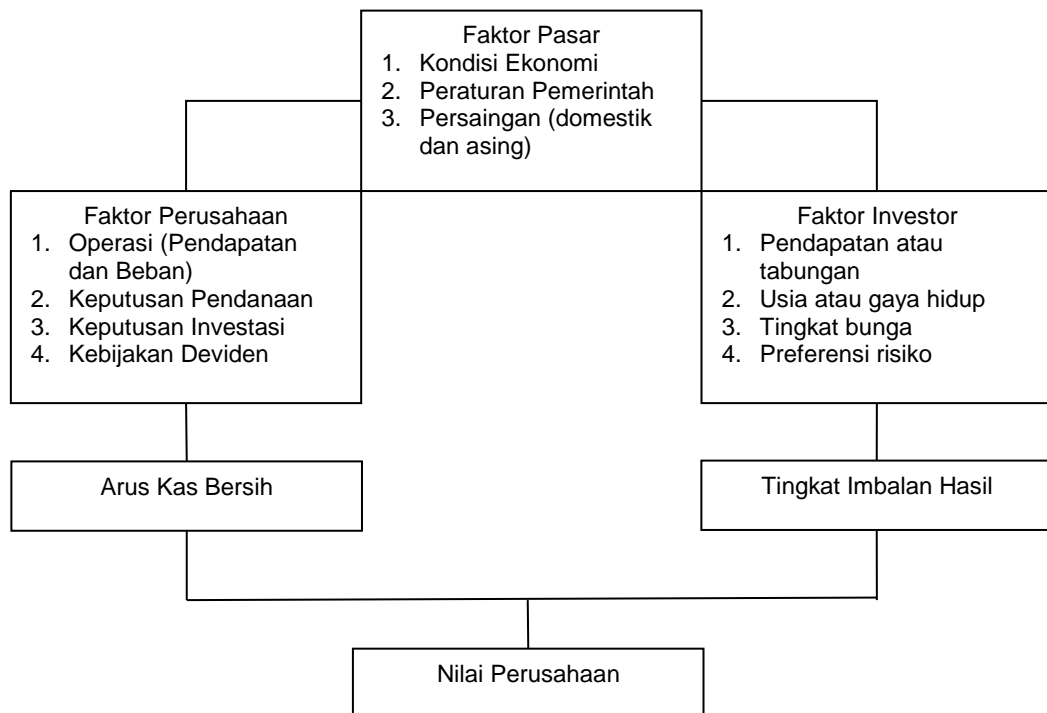 Faktor Pasar
1. Kondisi Ekonomi
2. Peraturan Pemerintah
3. Persaingan (domestik
dan asing)
Faktor Perusahaan
1. Operasi (Pendapatan
dan Beban)
2. Keputusan Pendanaan
3. Keputusan Investasi
4. Kebijakan Deviden
Faktor Investor
1. Pendapatan atau
tabungan
2. Usia atau gaya hidup
3. Tingkat bunga
4. Preferensi risiko
Arus Kas Bersih
Tingkat Imbalan Hasil
Nilai Perusahaan